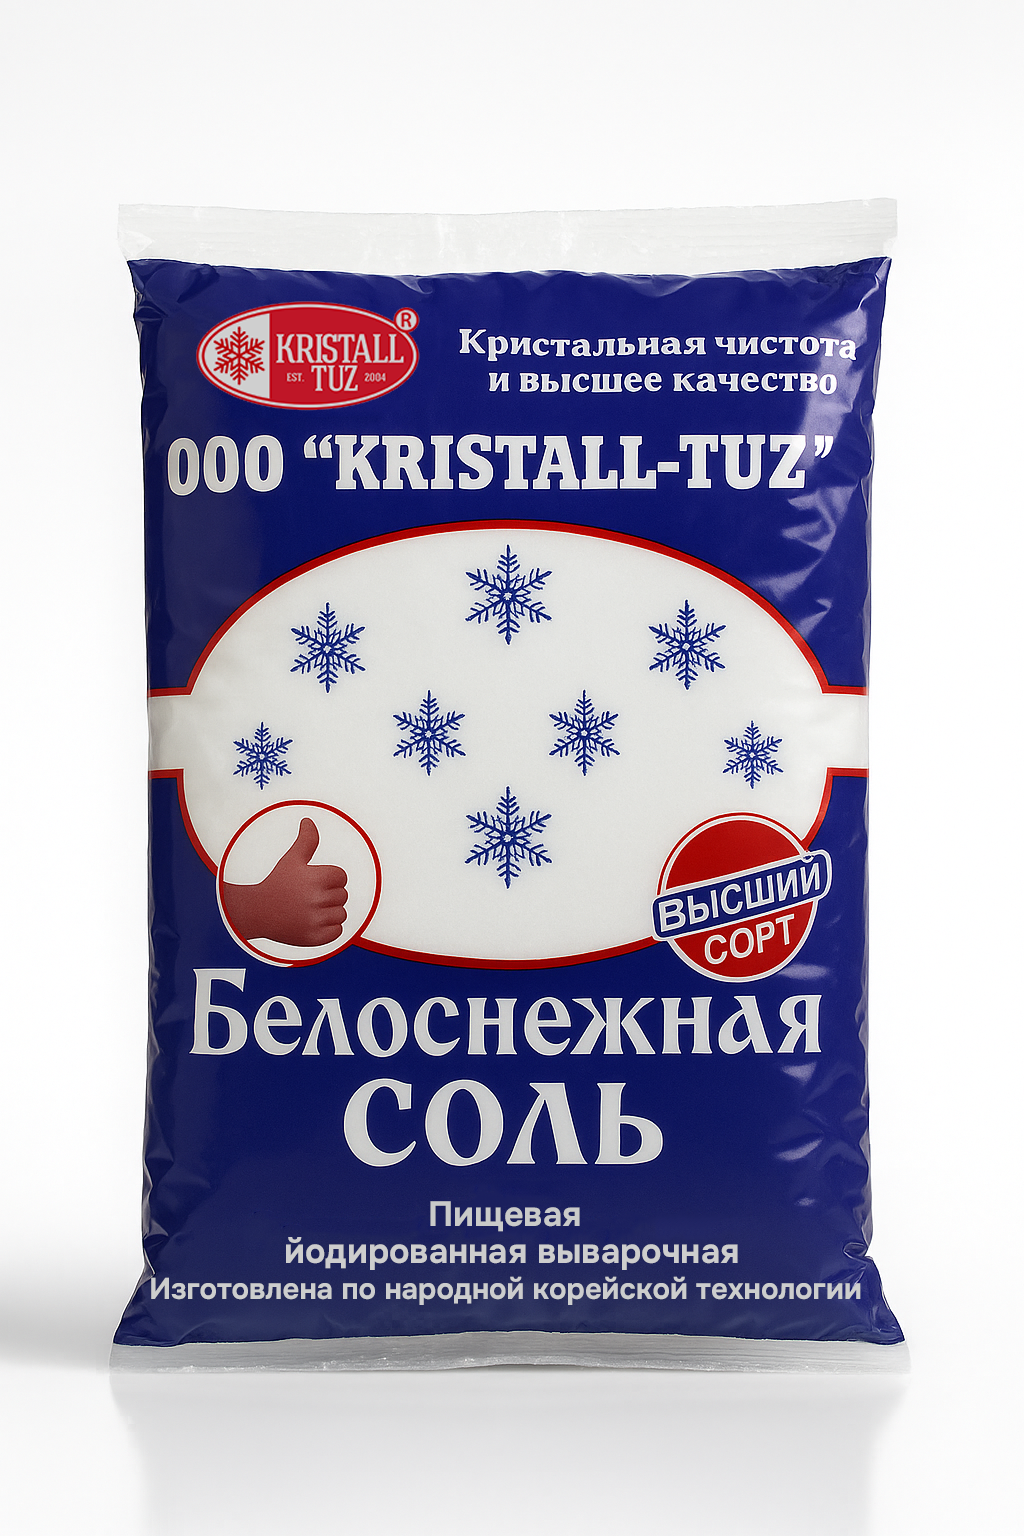 KRISTALL
EST. TUZ 2004
®
Кристальная чистота
и высшее качество
ООО “KRISTALL-TUZ”
ВЫСШИЙ
СОРТ
Белоснежная
соль
Пищевая
йодированная выварочная
Изготовлена по народной корейской технологии